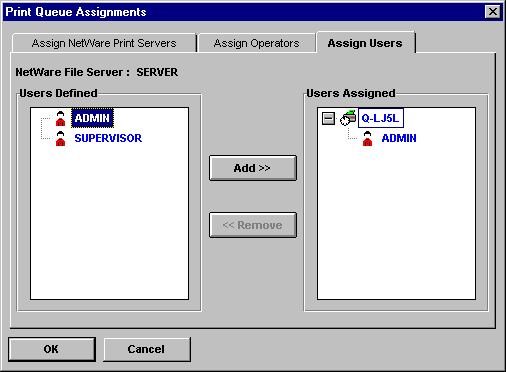 Print Queue Assignments
Assign NetWare Print Servers
Assign Operators
Assign Users
NetWare File Server : SERVER
Users Defined
ADMIN
SUPERVISOR
Add >>
<< Remove
Users Assigned
Q-LJ5L
ADMIN
OK
Cancel